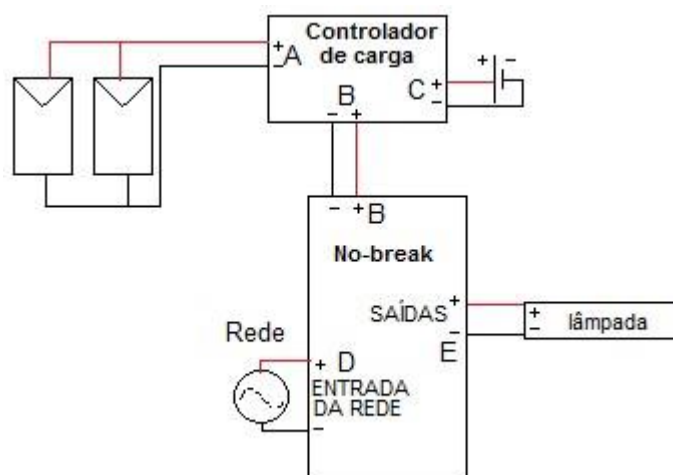 Controlador
de carga
+ A
−
B
− +
C +
−
+ −
− + B
No-break
SAÍDAS +
−
E
+
−
lâmpada
Rede
+ D
ENTRADA
DA REDE
−